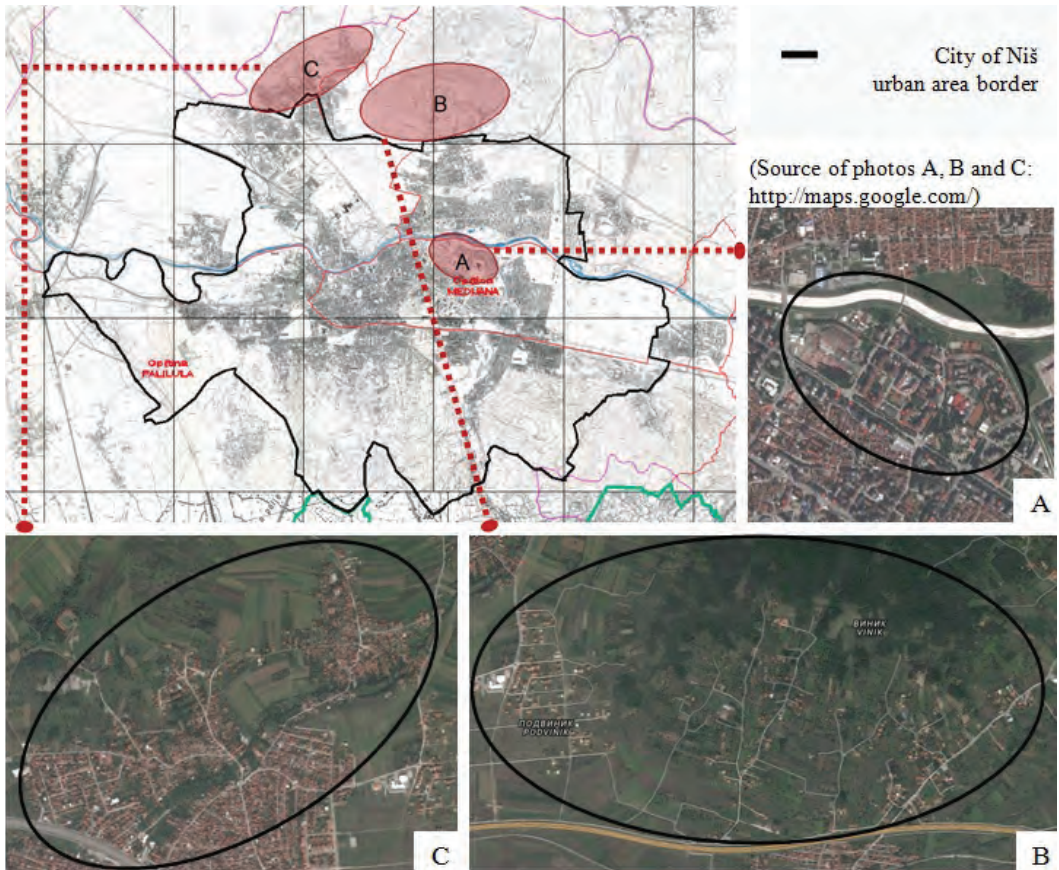 C
B
A
Opština
MEDIJANA
Opština
PALILULA
City of Niš
urban area border
(Source of photos A, B and C:
http://maps.google.com/)
A
C
ВИНИК
VINIK
ПОДВИНИК
PODVINIK
B